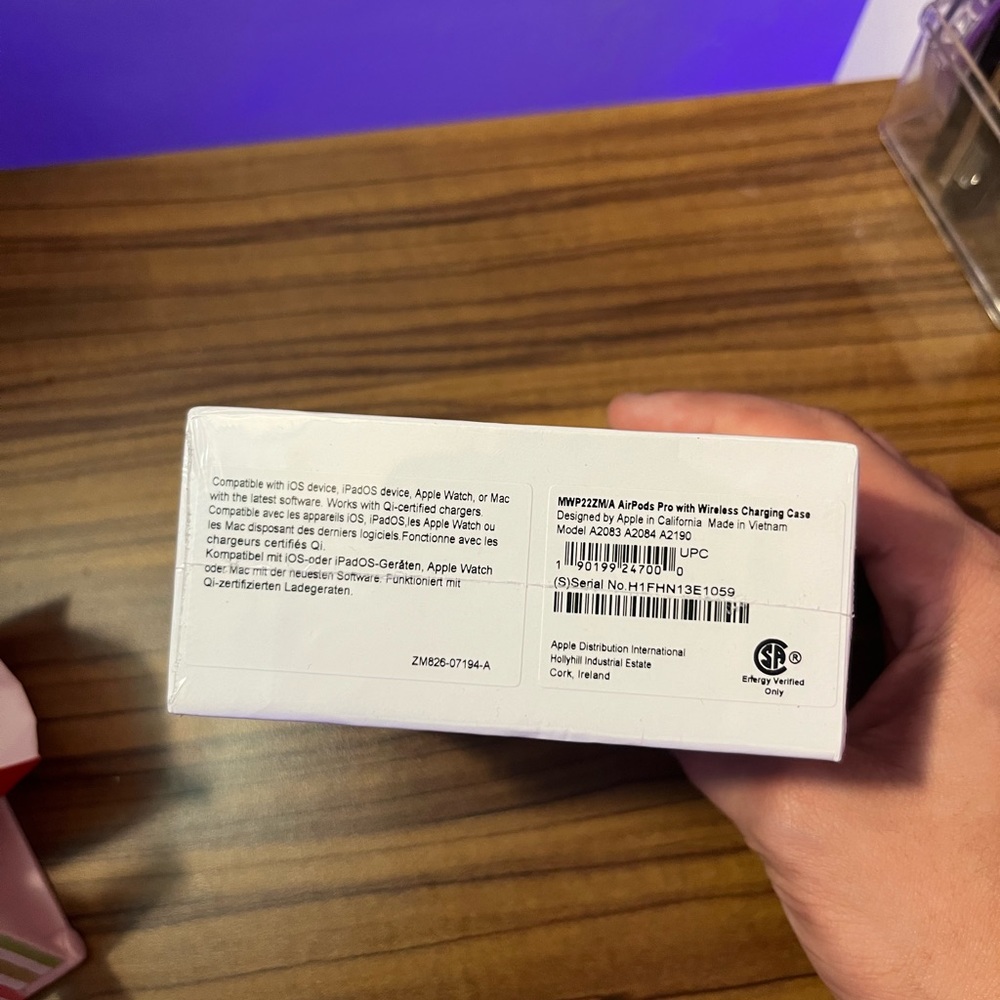 Compatible with iOS device, iPadOS device, Apple Watch, or Mac
with the latest software. Works with Qi-certified chargers.
Compatible avec les appareils iOS, iPadOS,les Apple Watch ou
les Mac disposant des derniers logiciels.Fonctionne avec les
chargeurs certifiés Qi.
Kompatibel mit iOS-oder iPadOS-Geråten, Apple Watch
oder Mac mit der neuesten Software. Funktioniert mit
Qi-zertifizierten Ladegeraten.
ZM826-07194-A
MWP22ZM/A AirPods Pro with Wireless Charging Case
Designed by Apple in California Made in Vietnam
Model A2083 A2084 A2190
UPC
1 90199 24700 0
(S)Serial No.H1FHN13E1059
Apple Distribution International
Hollyhill Industrial Estate
Cork, Ireland
SA ®
Energy Verified
Only